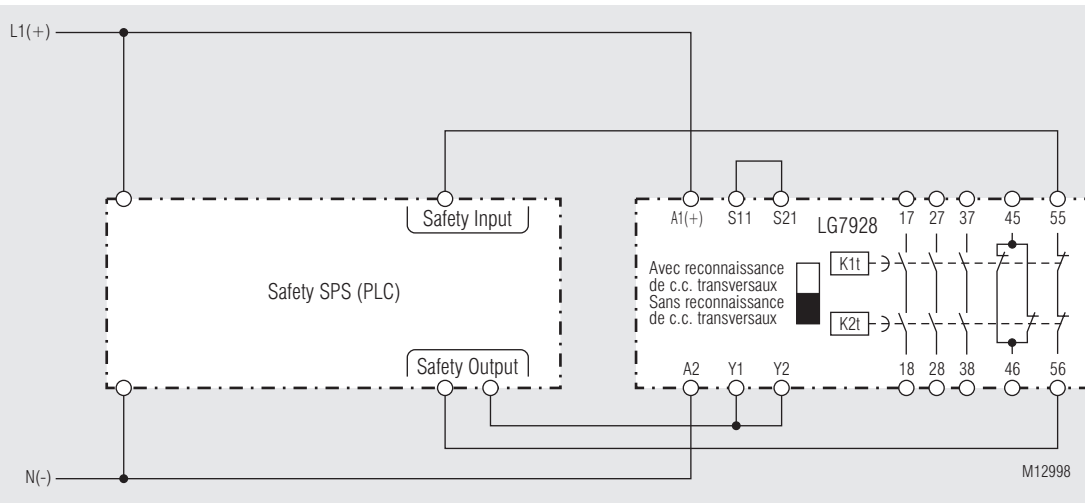 L1(+)
Safety Input
A1(+) S11 S21 LG7928 17 27 37 45 55
Safety SPS (PLC)
Avec reconnaissance
de c.c. transversaux
Sans reconnaissance
de c.c. transversaux
K1t
K2t
Safety Output
A2 Y1 Y2 18 28 38 46 56
N(-)
M12998